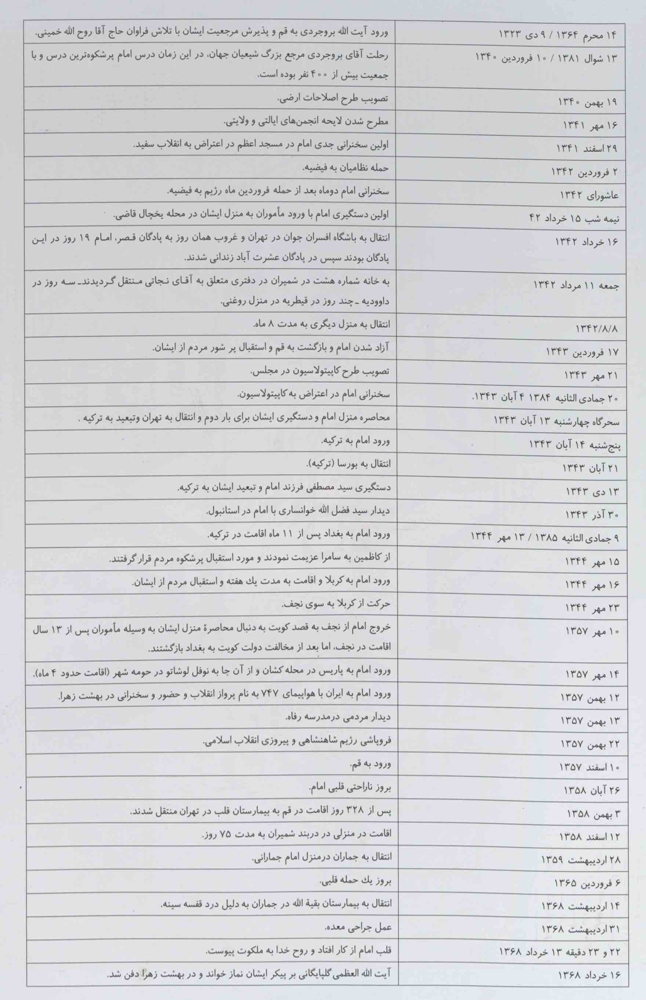 ۱۴ محرم ۱۳۶۴ / ۹ دی ۱۳۲۳
ورود آیت الله بروجردی به قم و پذیرش مرجعیت ایشان با تلاش فراوان حاج آقا روح الله خمینی.
۱۳ شوال ۱۳۸۱ / ۱۰ فروردین ۱۳۴۰
رحلت آقای بروجردی مرجع بزرگ شیعیان جهان، در این زمان درس امام پرشکوه‌ترین درس و با
جمعیت بیش از ۴۰۰ نفر بوده است.
۱۹ بهمن ۱۳۴۰
تصویب طرح اصلاحات ارضی.
۱۶ مهر ۱۳۴۱
مطرح شدن لایحه انجمن‌های ایالتی و ولایتی.
۲۹ اسفند ۱۳۴۱
اولین سخنرانی جدی امام در مسجد اعظم در اعتراض به انقلاب سفید.
۲ فروردین ۱۳۴۲
حمله نظامیان به فیضیه.
عاشورای ۱۳۴۲
سخنرانی امام دوماه بعد از حمله فروردین ماه رژیم به فیضیه.
نیمه شب ۱۵ خرداد ۴۲
اولین دستگیری امام با ورود مأموران به منزل ایشان در محله یخچال قاضی.
۱۶ خرداد ۱۳۴۲
انتقال به باشگاه افسران جوان در تهران و غروب همان روز به پادگان قصر، امام ۱۹ روز در این
پادگان بودند سپس در پادگان عشرت آباد زندانی شدند.
جمعه ۱۱ مرداد ۱۳۴۲
به خانه شماره هشت در شمیران در دفتری متعلق به آقای نجاتی منتقل گردیدند ـ سه روز در
داوودیه ـ چند روز در قیطریه در منزل روغنی.
۱۳۴۲/۸/۸
انتقال به منزل دیگری به مدت ۸ ماه.
۱۷ فروردین ۱۳۴۳
آزاد شدن امام و بازگشت به قم و استقبال پر شور مردم از ایشان.
۲۱ مهر ۱۳۴۳
تصویب طرح کاپیتولاسیون در مجلس.
۲۰ جمادی الثانیه ۱۳۸۴ ۴ آبان ۱۳۴۳.
سخنرانی امام در اعتراض به کاپیتولاسیون.
سحرگاه چهارشنبه ۱۳ آبان ۱۳۴۳
محاصره منزل امام و دستگیری ایشان برای بار دوم و انتقال به تهران وتبعید به ترکیه .
پنج‌شنبه ۱۴ آبان ۱۳۴۳
ورود امام به ترکیه.
۲۱ آبان ۱۳۴۳
انتقال به بورسا (ترکیه).
۱۳ دی ۱۳۴۳
دستگیری سید مصطفی فرزند امام و تبعید ایشان به ترکیه.
۳۰ آذر ۱۳۴۳
دیدار سید فضل الله خوانساری با امام در استانبول.
۹ جمادی الثانیه ۱۳۸۵ / ۱۳ مهر ۱۳۴۴
ورود امام به بغداد پس از ۱۱ ماه اقامت در ترکیه.
۱۵ مهر ۱۳۴۴
از کاظمین به سامرا عزیمت نمودند و مورد استقبال پرشکوه مردم قرار گرفتند.
۱۶ مهر ۱۳۴۴
ورود امام به کربلا و اقامت به مدت یك هفته و استقبال مردم از ایشان.
۲۳ مهر ۱۳۴۴
حرکت از کربلا به سوی نجف.
۱۰ مهر ۱۳۵۷
خروج امام از نجف به قصد کویت به دنبال محاصرهٔ منزل ایشان به وسیله مأموران پس از ۱۳ سال
اقامت در نجف، اما بعد از مخالفت دولت کویت به بغداد بازگشتند.
۱۴ مهر ۱۳۵۷
ورود امام به پاریس در محله کشان و از آن جا به نوفل لوشاتو در حومه شهر (اقامت حدود ۴ ماه).
۱۲ بهمن ۱۳۵۷
ورود امام به ایران با هواپیمای ۷۴۷ به نام پرواز انقلاب و حضور و سخنرانی در بهشت زهرا.
۱۳ بهمن ۱۳۵۷
دیدار مردمی درمدرسه رفاه.
۲۲ بهمن ۱۳۵۷
فروپاشی رژیم شاهنشاهی و پیروزی انقلاب اسلامی.
۱۰ اسفند ۱۳۵۷
ورود به قم.
۲۶ آبان ۱۳۵۸
بروز ناراحتی قلبی امام.
۳ بهمن ۱۳۵۸
پس از ۳۲۸ روز اقامت در قم به بیمارستان قلب در تهران منتقل شدند.
۱۲ اسفند ۱۳۵۸
اقامت در منزلی در دربند شمیران به مدت ۷۵ روز.
۲۸ اردیبهشت ۱۳۵۹
انتقال به جماران درمنزل امام جمارانی.
۶ فروردین ۱۳۶۵
بروز یك حمله قلبی.
۱۴ اردیبهشت ۱۳۶۸
انتقال به بیمارستان بقیة الله در جماران به دلیل درد قفسه سینه.
۳۱ اردیبهشت ۱۳۶۸
عمل جراحی معده.
۲۲ و ۲۳ دقیقه ۱۳ خرداد ۱۳۶۸
قلب امام از کار افتاد و روح خدا به ملکوت پیوست.
۱۶ خرداد ۱۳۶۸
آیت الله العظمی گلپایگانی بر پیکر ایشان نماز خواند و در بهشت زهرا دفن شد.